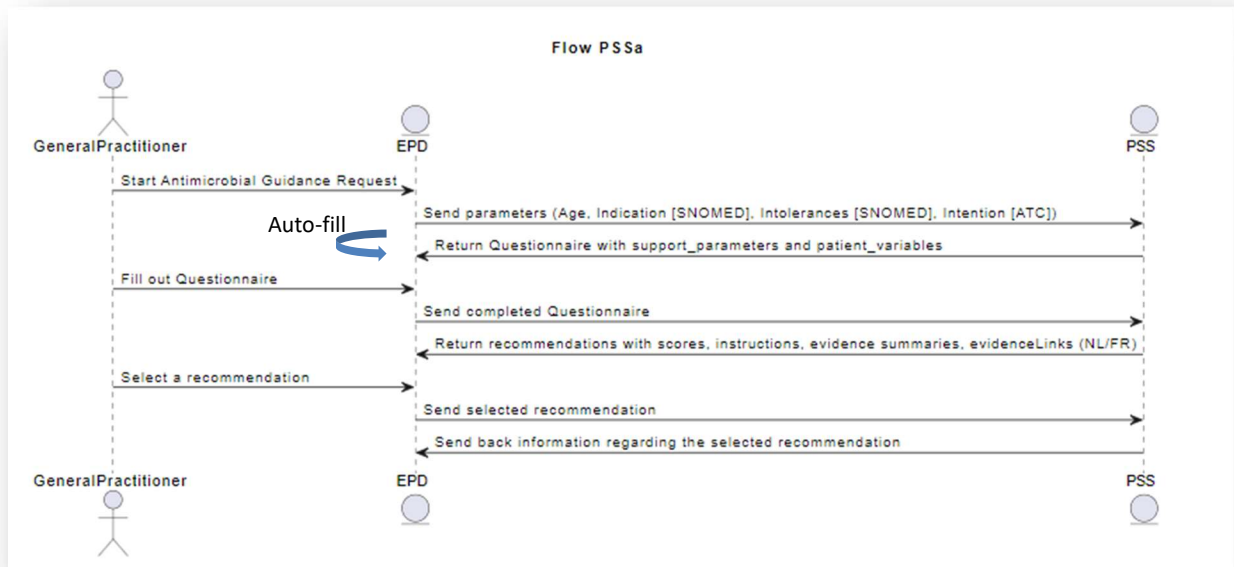 Flow PSSa
GeneralPractitioner
EPD
PSS
Start Antimicrobial Guidance Request
Send parameters (Age, Indication [SNOMED], Intolerances [SNOMED], Intention [ATC])
Auto-fill
Return Questionnaire with support_parameters and patient_variables
Fill out Questionnaire
Send completed Questionnaire
Return recommendations with scores, instructions, evidence summaries, evidenceLinks (NL/FR)
Select a recommendation
Send selected recommendation
Send back information regarding the selected recommendation
GeneralPractitioner
EPD
PSS